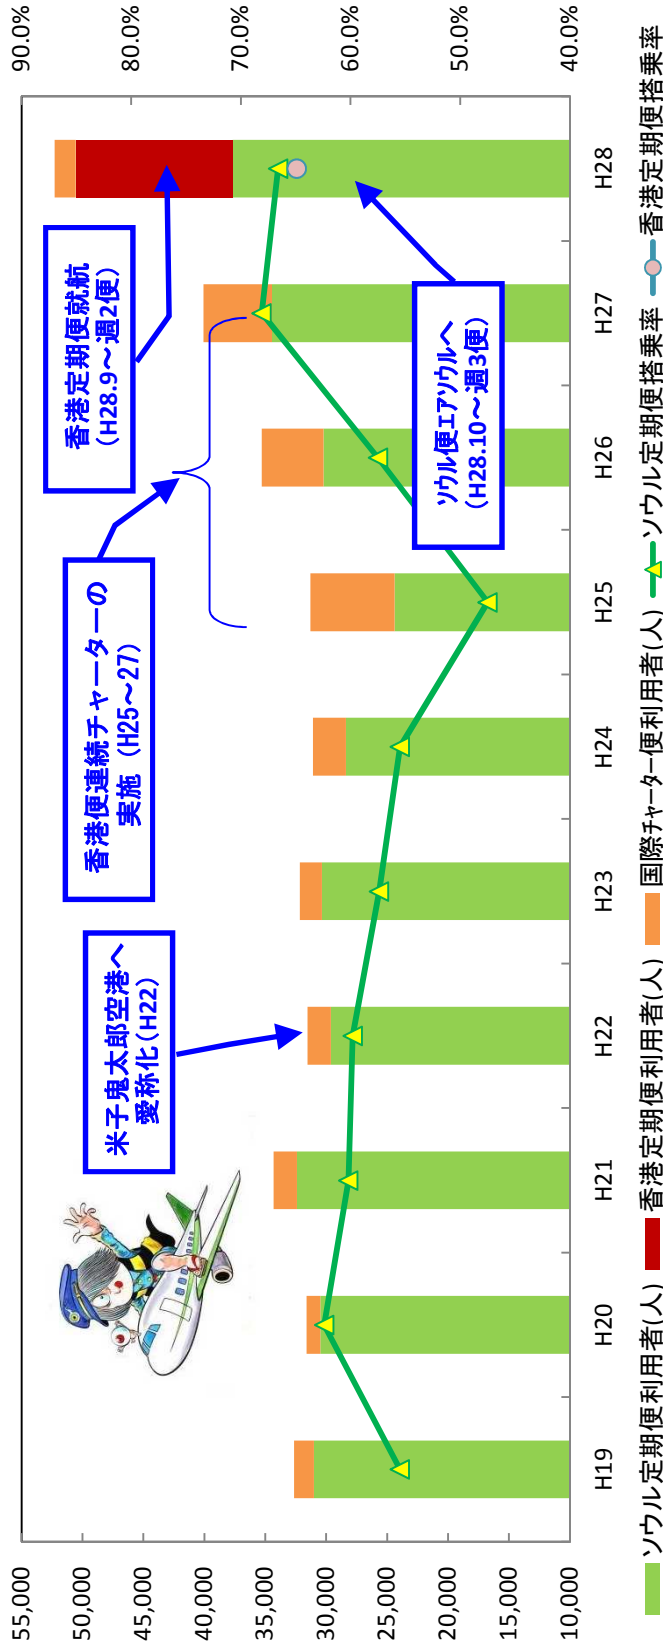 55,000
50,000
45,000
40,000
35,000
30,000
25,000
20,000
15,000
10,000
90.0%
80.0%
70.0%
60.0%
50.0%
40.0%
米子鬼太郎空港へ
愛称化(H22)
香港便連続チャーターの
実施 (H25~27)
香港定期便就航
(H28.9~週2便)
ソウル便エアソウルへ
(H28.10~週3便)
H19
H20
H21
H22
H23
H24
H25
H26
H27
H28
ソウル定期便利用者(人)
香港定期便利用者(人)
国際チャーター便利用者(人)
ソウル定期便搭乗率
香港定期便搭乗率